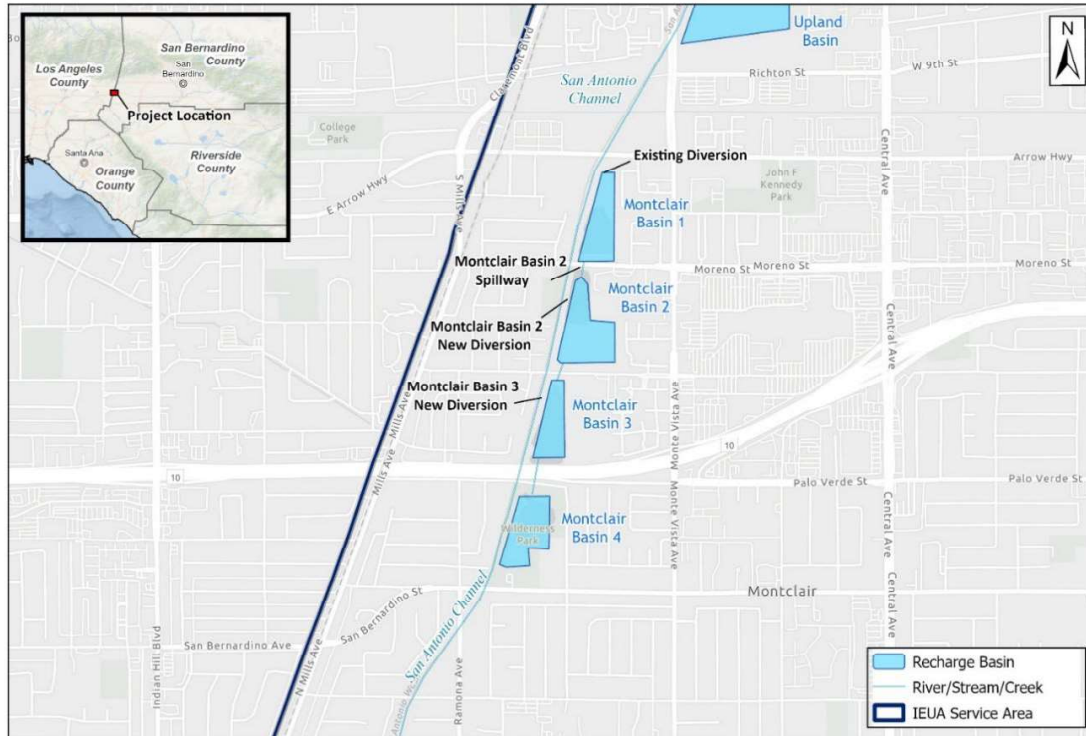 San Bernardino
County
San
Bernardino
Los Angeles
County
Project Location
Santa Ana
Orange
County
Riverside
County
Claremont Blvd
San Antonio
Channel
Upland
Basin
Richton St
W 9th St
N
College
Park
Existing Diversion
Arrow Hwy
E Arrow Hwy
S Mills Ave
John F
Kennedy
Park
Central Ave
Montclair
Basin 1
Montclair Basin 2
Spillway
Moreno St
Moreno St
Moreno St
Montclair
Basin 2
Montclair Basin 2
New Diversion
Central Ave
Montclair Basin 3
New Diversion
Montclair
Basin 3
Monte Vista Ave
Monte Vista Ave
Mills Ave
Mills Ave
10
10
Palo Verde St
Palo Verde St
Wilderness
Park
Montclair
Basin 4
Central Ave
Central Ave
San Antonio Channel
Montclair
San Bernardino St
San Bernardino Ave
Indian Hill Blvd
N Mills Ave
Ramona Ave
Recharge Basin
River/Stream/Creek
IEUA Service Area